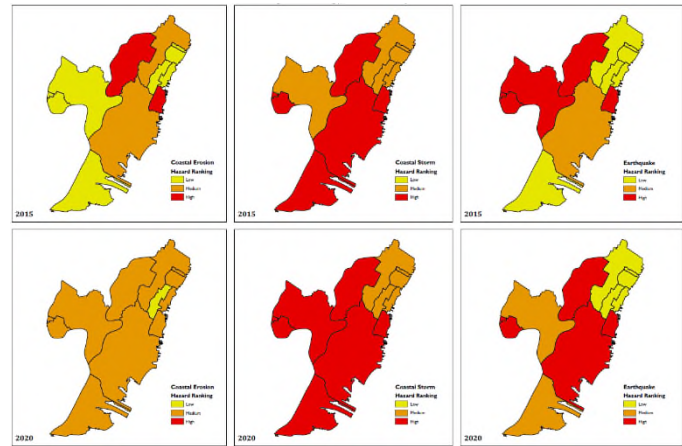 Coastal Erosion
Hazard Ranking
Low
Medium
High
2015
Coastal Storm
Hazard Ranking
Low
Medium
High
2015
Earthquake
Hazard Ranking
Low
Medium
High
2015
Coastal Erosion
Hazard Ranking
Low
Medium
High
2020
Coastal Storm
Hazard Ranking
Low
Medium
High
2020
Earthquake
Hazard Ranking
Low
Medium
High
2020